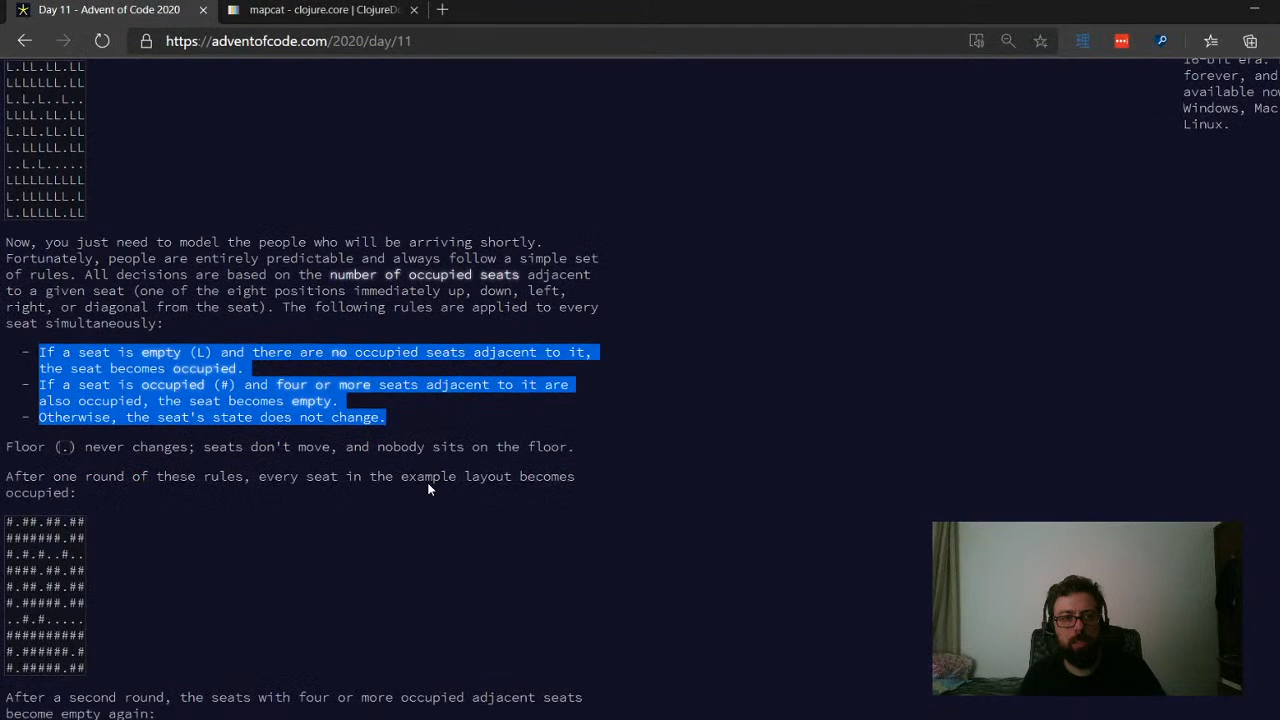 Day 11 - Advent of Code 2020
mapcat - clojure.core | ClojureDo
https://adventofcode.com/2020/day/11
L.LL.LL.LL
LLLLLLL.LL
L.L.L..L..
LLLL.LL.LL
L.LL.LL.LL
L.LLLLL.LL
..L.L.....
LLLLLLLLLL
L.LLLLLL.L
L.LLLLL.LL
16-bit era.
forever, and
available now
Windows, Mac
Linux.
Now, you just need to model the people who will be arriving shortly.
Fortunately, people are entirely predictable and always follow a simple set
of rules. All decisions are based on the number of occupied seats adjacent
to a given seat (one of the eight positions immediately up, down, left,
right, or diagonal from the seat). The following rules are applied to every
seat simultaneously:
- If a seat is empty (L) and there are no occupied seats adjacent to it,
the seat becomes occupied.
- If a seat is occupied (#) and four or more seats adjacent to it are
also occupied, the seat becomes empty.
- Otherwise, the seat's state does not change.
Floor (.) never changes; seats don't move, and nobody sits on the floor.
After one round of these rules, every seat in the example layout becomes
occupied:
#.##.##.##
#######.##
#.#.#..#..
####.##.##
#.##.##.##
#.#####.##
..#.#.....
##########
#.######.#
#.#####.##
After a second round, the seats with four or more occupied adjacent seats
become empty again: